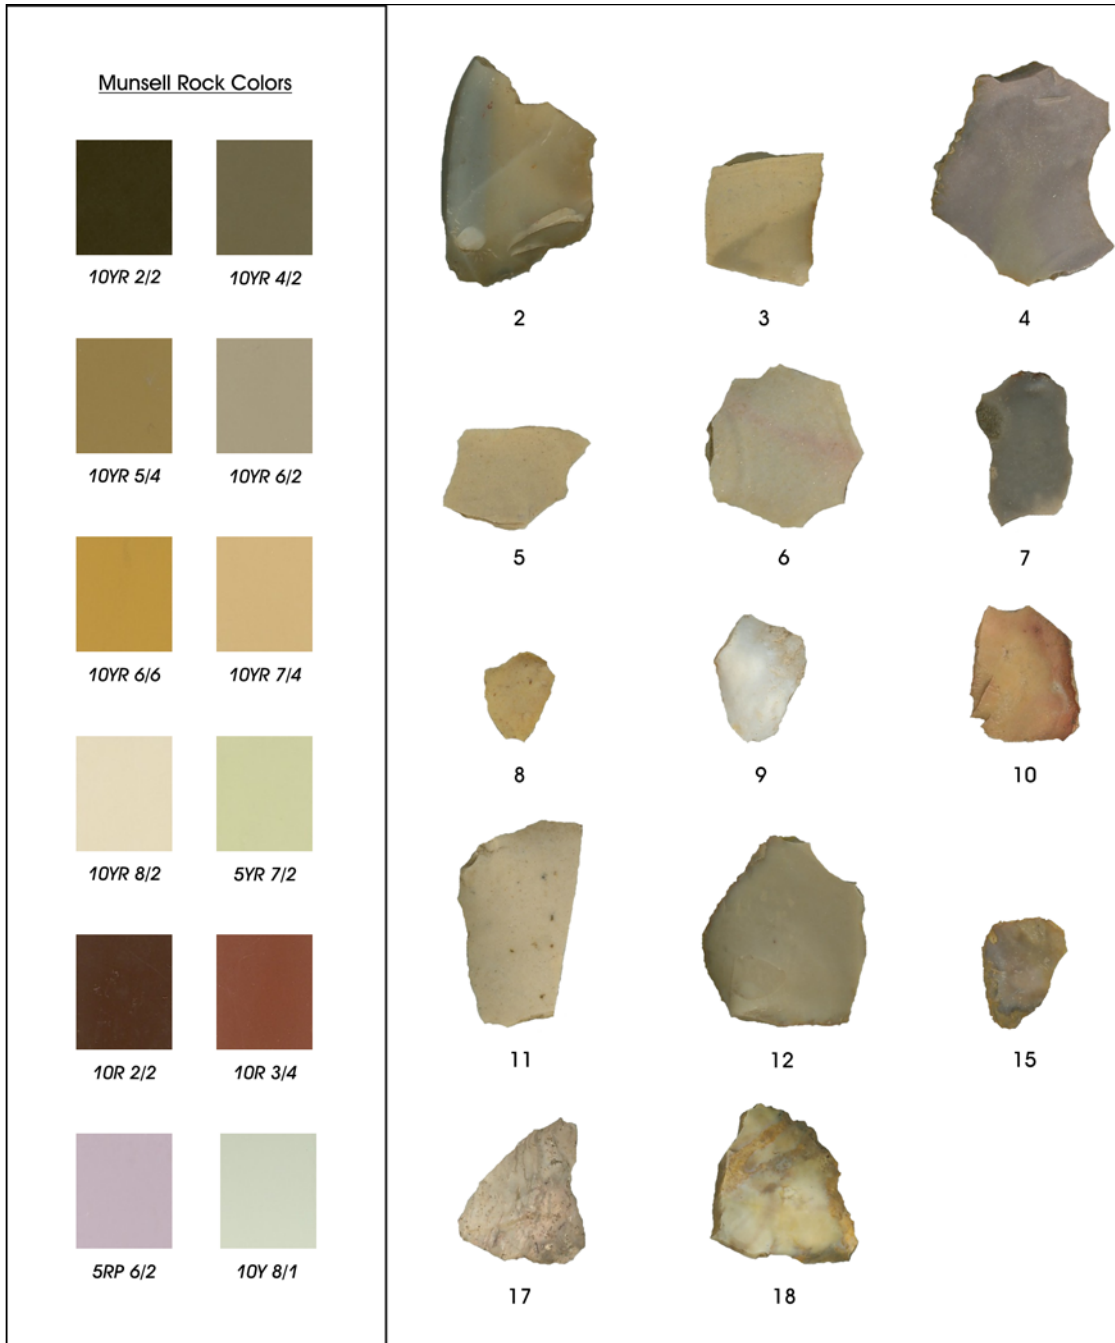 Munsell Rock Colors
10YR 2/2 10YR 4/2
10YR 5/4 10YR 6/2
10YR 6/6 10YR 7/4
10YR 8/2 5YR 7/2
10R 2/2 10R 3/4
5RP 6/2 10Y 8/1
2 3 4
5 6 7
8 9 10
11 12 15
17 18